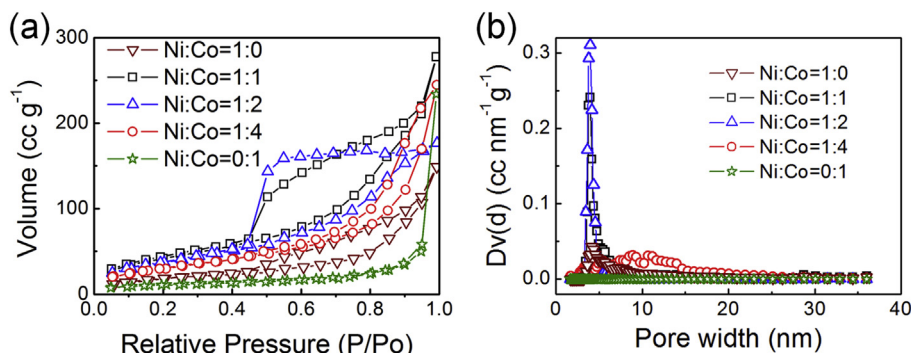 (a)
300
200
100
0
Volume (cc g⁻¹)
Ni:Co=1:0
Ni:Co=1:1
Ni:Co=1:2
Ni:Co=1:4
Ni:Co=0:1
0.0 0.2 0.4 0.6 0.8 1.0
Relative Pressure (P/Po)
(b)
0.3
0.2
0.1
0.0
Dv(d) (cc nm⁻¹ g⁻¹)
Ni:Co=1:0
Ni:Co=1:1
Ni:Co=1:2
Ni:Co=1:4
Ni:Co=0:1
0 10 20 30 40
Pore width (nm)